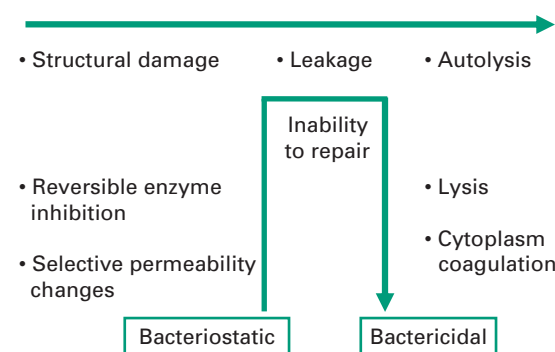 • Structural damage
• Leakage
• Autolysis
Inability
to repair
• Reversible enzyme
inhibition
• Lysis
• Selective permeability
changes
• Cytoplasm
coagulation
Bacteriostatic
Bactericidal